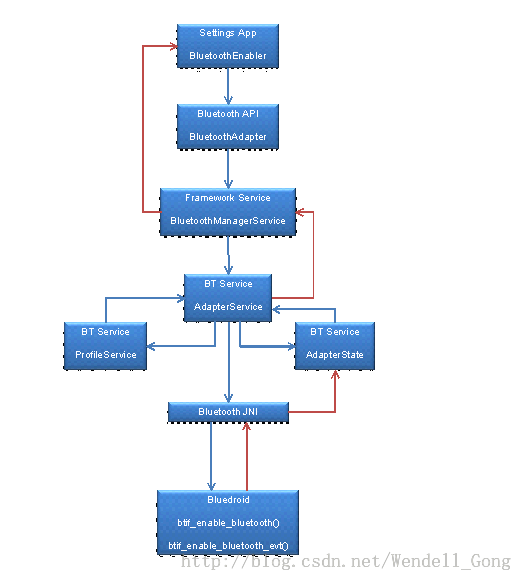 Settings App
BluetoothEnabler
Bluetooth API
BluetoothAdapter
Framework Service
BluetoothManagerService
BT Service
AdapterService
BT Service
ProfileService
BT Service
AdapterState
Bluetooth JNI
Bluedroid
btif_enable_bluetooth()
btif_enable_bluetooth_evt()
http://blog.csdn.net/Wendell_Gong